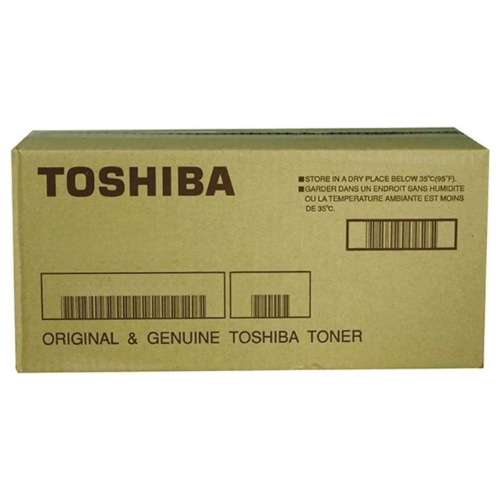 TOSHIBA
■STORE IN A DRY PLACE BELOW 35°C(95°F).
■GARDER DANS UN ENDROIT SANS HUMIDITE
OU LA TEMPERATURE AMBIANTE EST MOINS
DE 35°C.
ORIGINAL & GENUINE TOSHIBA TONER